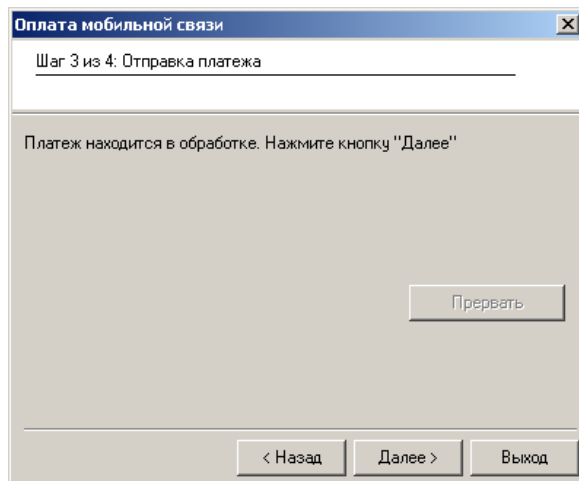 Оплата мобильной связи
Шаг 3 из 4: Отправка платежа
Платеж находится в обработке. Нажмите кнопку "Далее"
Прервать
< Назад Далее > Выход